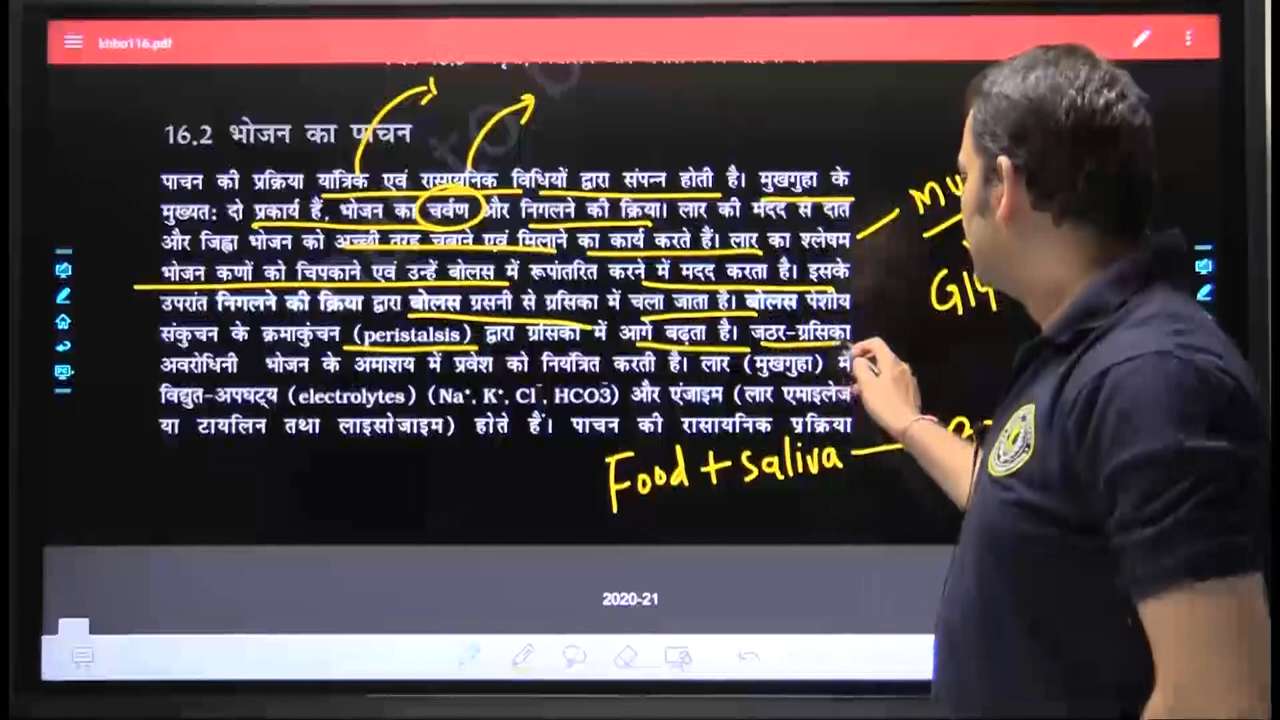 khbo116.pdf
16.2 भोजन का पाचन
पाचन की प्रक्रिया यांत्रिक एवं रासायनिक विधियों द्वारा संपन्न होती है। मुखगुहा के
मुख्यत: दो प्रकार्य हैं, भोजन का चर्वण और निगलने की क्रिया। लार की मदद से दांत
और जिह्वा भोजन को अच्छी तरह चबाने एवं मिलाने का कार्य करते हैं। लार का श्लेषम
भोजन कणों को चिपकाने एवं उन्हें बोलस में रूपांतरित करने में मदद करता है। इसके
उपरांत निगलने की क्रिया द्वारा बोलस ग्रसनी से ग्रसिका में चला जाता है। बोलस पेशीय
संकुचन के क्रमाकुंचन (peristalsis) द्वारा ग्रसिका में आगे बढ़ता है। जठर-ग्रसिका
अवरोधिनी भोजन के अमाशय में प्रवेश को नियंत्रित करती है। लार (मुखगुहा) में
विद्युत-अपघट्य (electrolytes) (Na⁺, K⁺, Cl⁻, HCO3⁻) और एंजाइम (लार एमाइलेज
या टायलिन तथा लाइसोजाइम) होते हैं। पाचन की रासायनिक प्रक्रिया
Food + saliva
2020-21